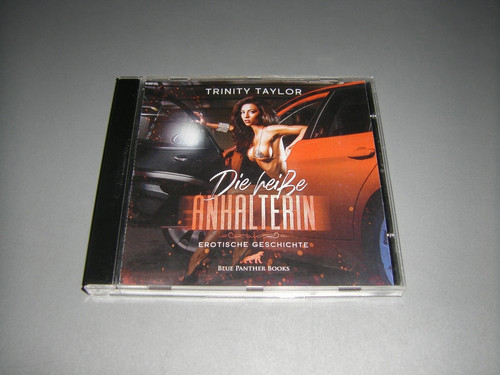 TRINITY TAYLOR
Die heiße
ANHALTERIN
EROTISCHE GESCHICHTE
BLUE PANTHER BOOKS